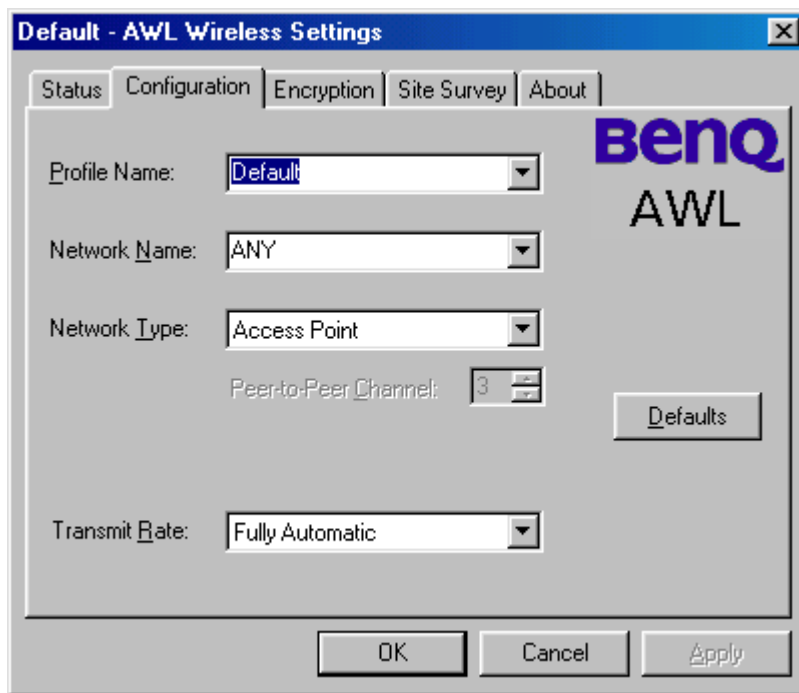 Default - AWL Wireless Settings
Status Configuration Encryption Site Survey About
BenQ
AWL
Profile Name: Default
Network Name: ANY
Network Type: Access Point
Peer-to-Peer Channel: 3
Defaults
Transmit Rate: Fully Automatic
OK Cancel Apply